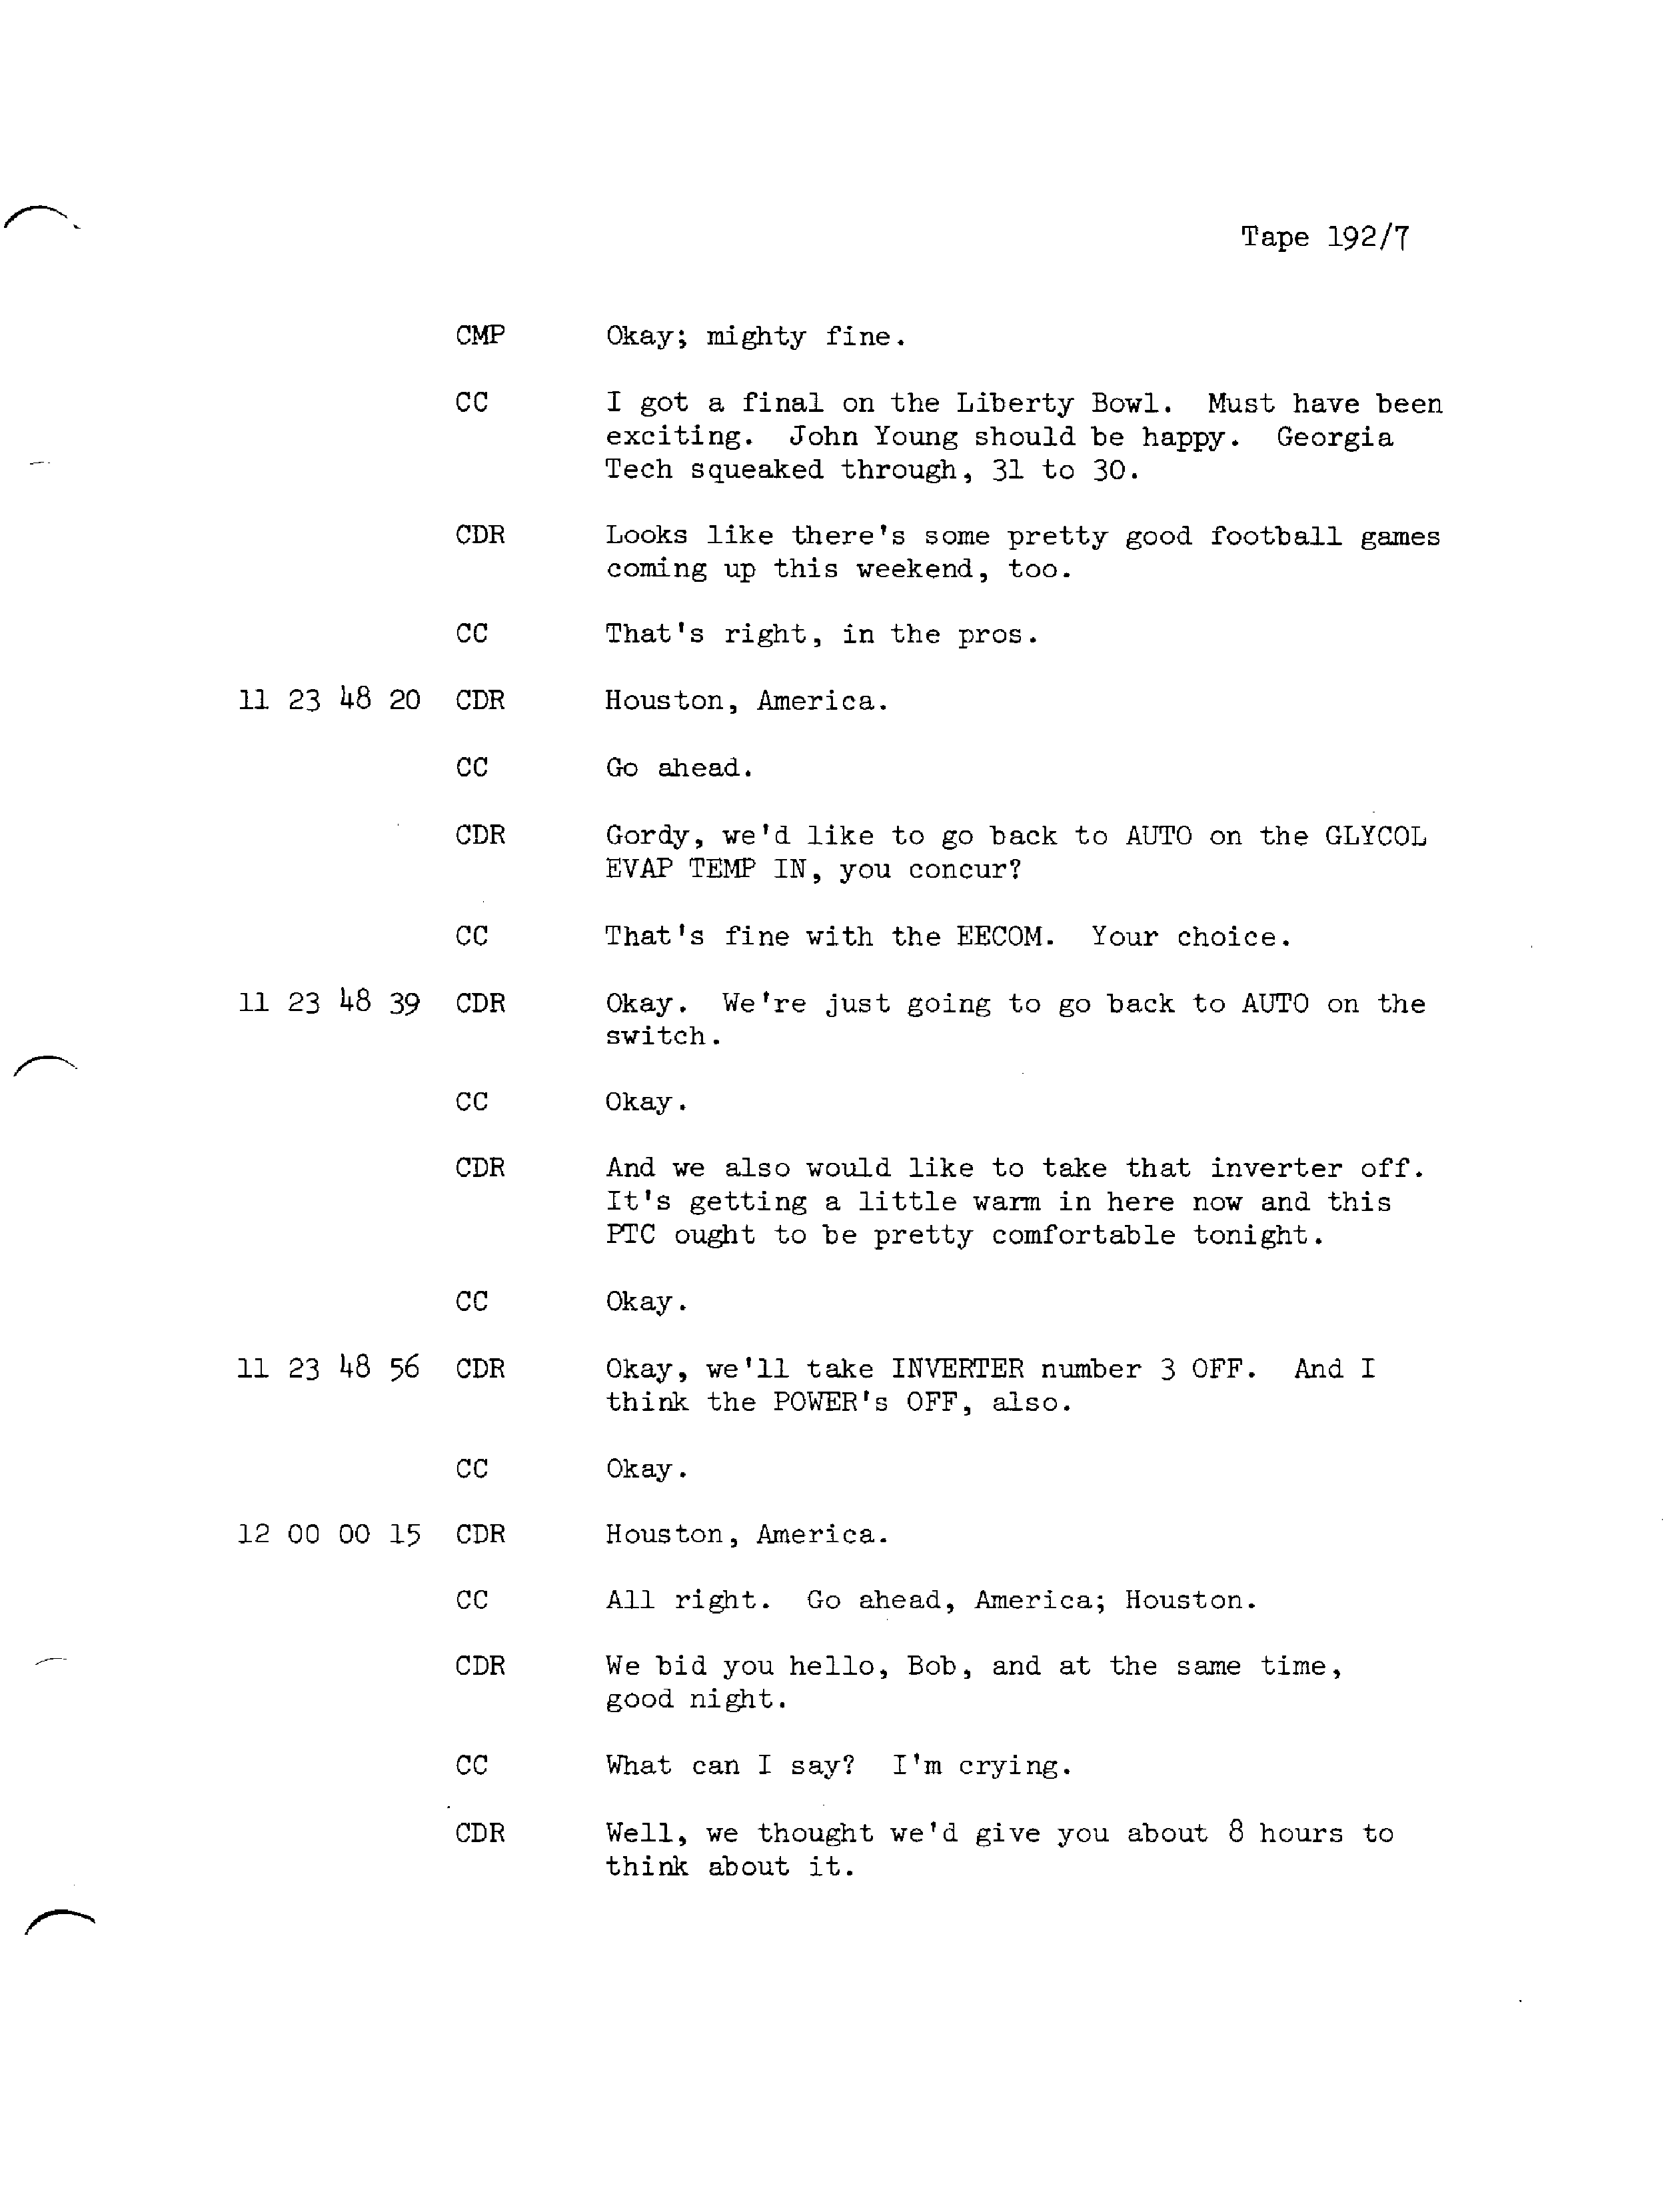 Tape 192/7
CMP Okay; mighty fine.
CC I got a final on the Liberty Bowl. Must have been
exciting. John Young should be happy. Georgia
Tech squeaked through, 31 to 30.
CDR Looks like there's some pretty good football games
coming up this weekend, too.
CC That's right, in the pros.
11 23 48 20 CDR Houston, America.
CC Go ahead.
CDR Gordy, we'd like to go back to AUTO on the GLYCOL
EVAP TEMP IN, you concur?
CC That's fine with the EECOM. Your choice.
11 23 48 39 CDR Okay. We're just going to go back to AUTO on the
switch.
CC Okay.
CDR And we also would like to take that inverter off.
It's getting a little warm in here now and this
PTC ought to be pretty comfortable tonight.
CC Okay.
11 23 48 56 CDR Okay, we'll take INVERTER number 3 OFF. And I
think the POWER's OFF, also.
CC Okay.
12 00 00 15 CDR Houston, America.
CC All right. Go ahead, America; Houston.
CDR We bid you hello, Bob, and at the same time,
good night.
CC What can I say? I'm crying.
CDR Well, we thought we'd give you about 8 hours to
think about it.